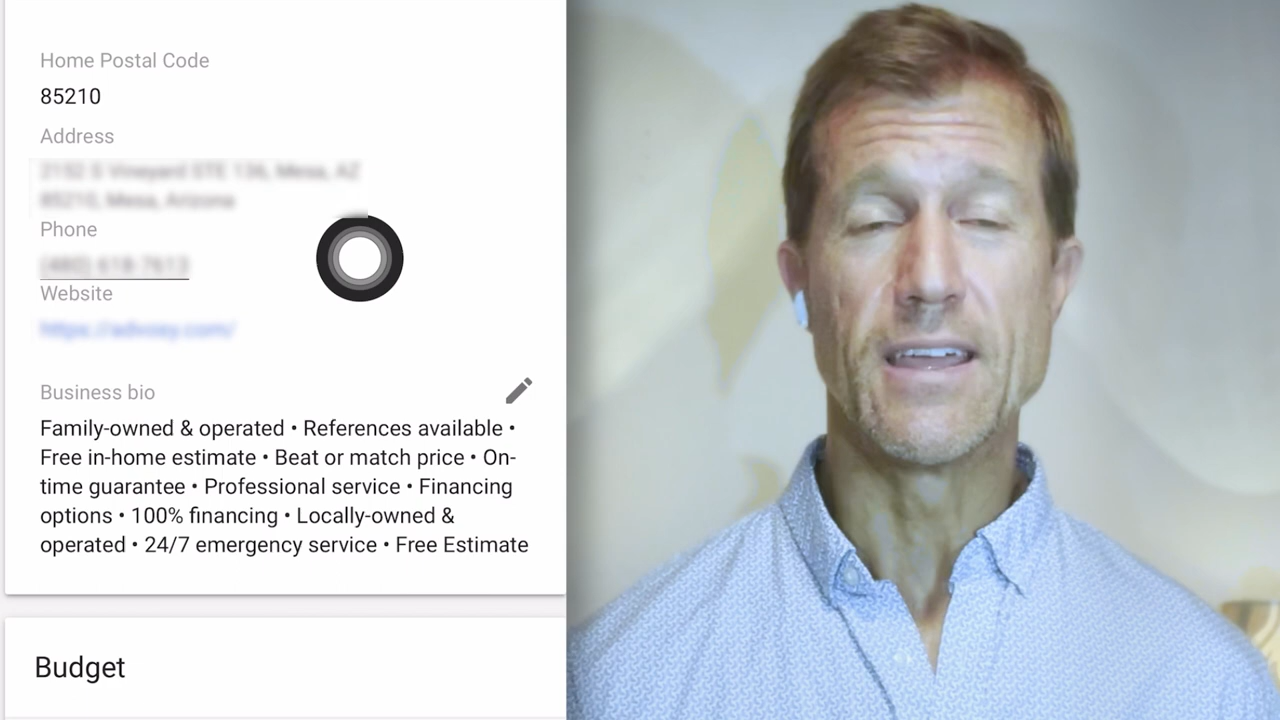 Home Postal Code
85210
Address
Phone
Website
Business bio
Family-owned & operated • References available •
Free in-home estimate • Beat or match price • On-
time guarantee • Professional service • Financing
options • 100% financing • Locally-owned &
operated • 24/7 emergency service • Free Estimate
Budget